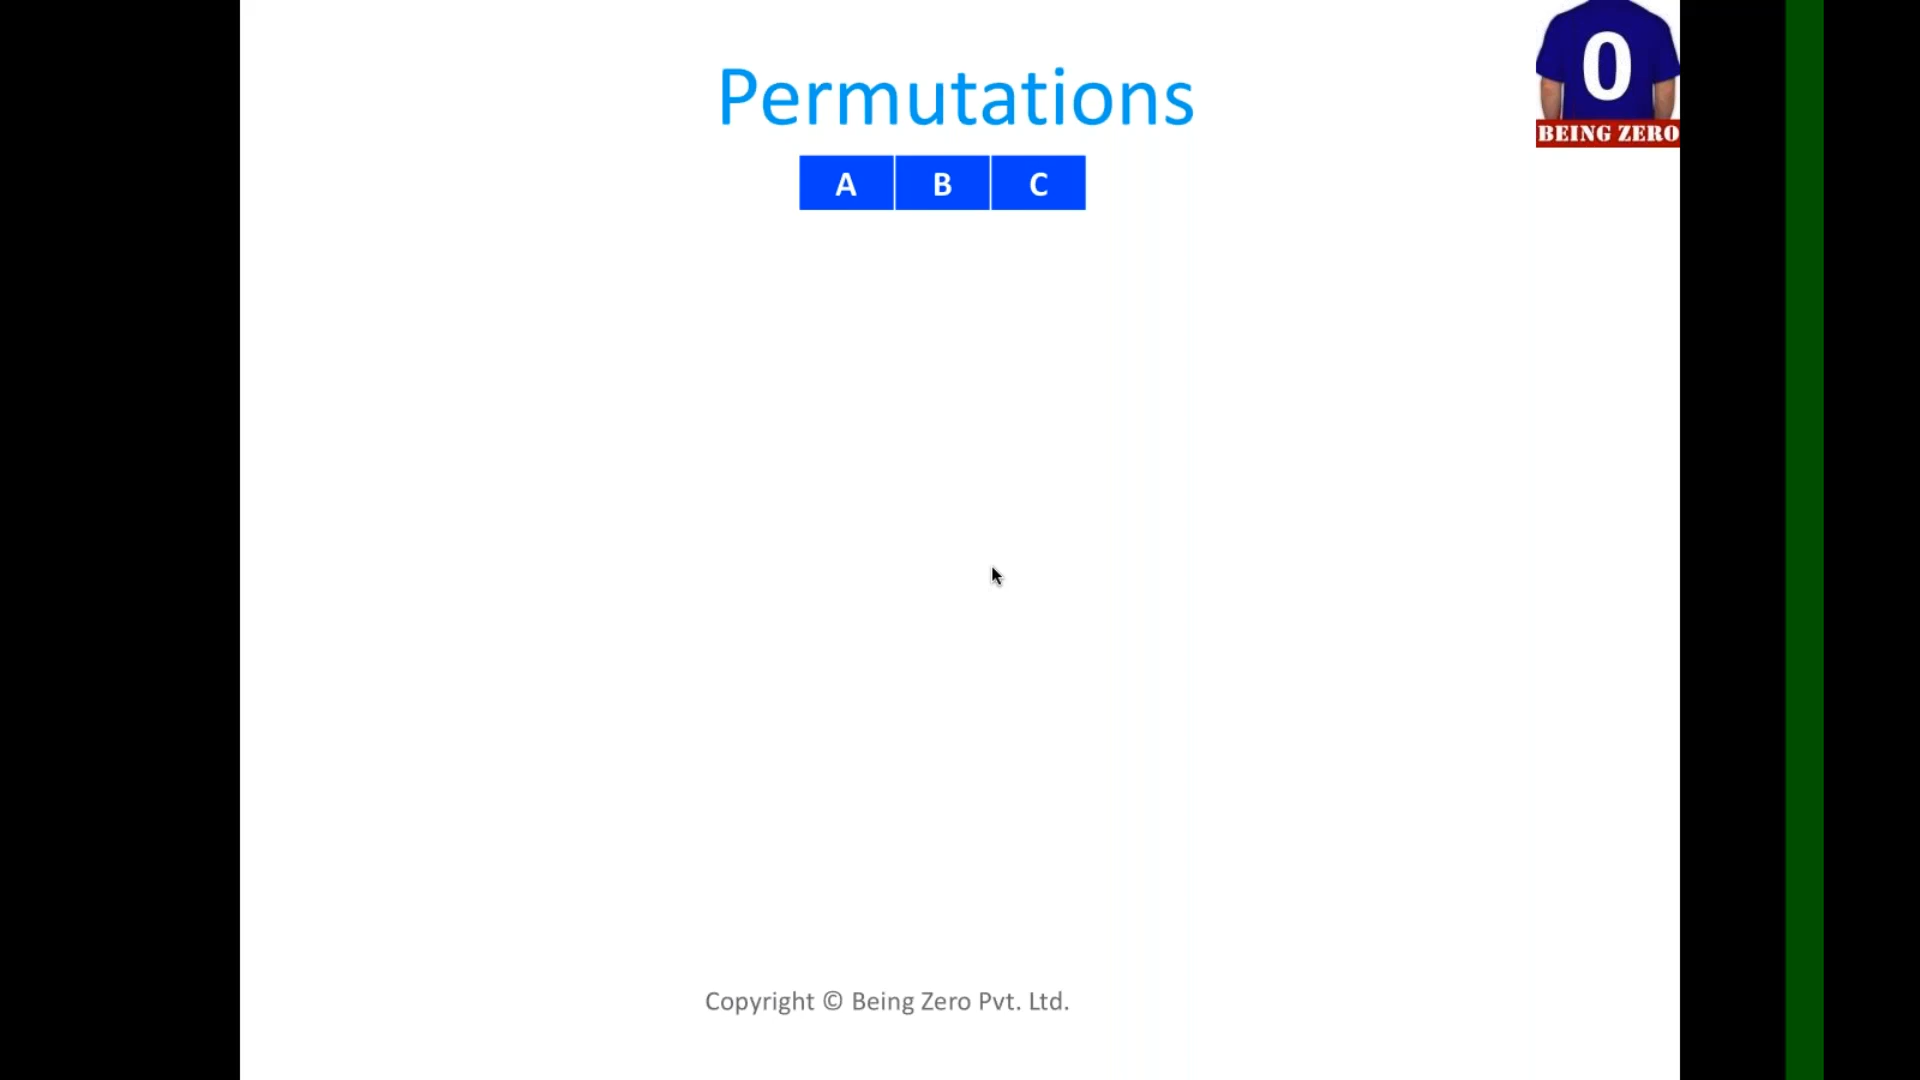 Permutations
0
BEING ZERO
A B C
Copyright © Being Zero Pvt. Ltd.